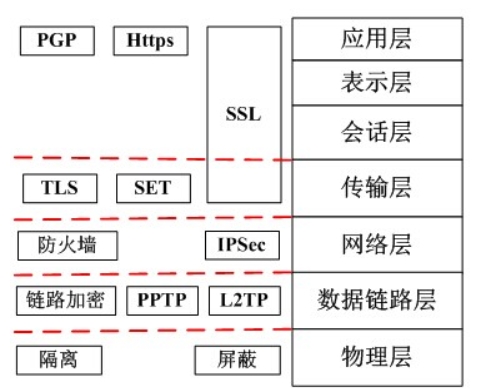 PGP Https 应用层
表示层
SSL
会话层
TLS SET 传输层
防火墙 IPSec 网络层
链路加密 PPTP L2TP 数据链路层
隔离 屏蔽 物理层